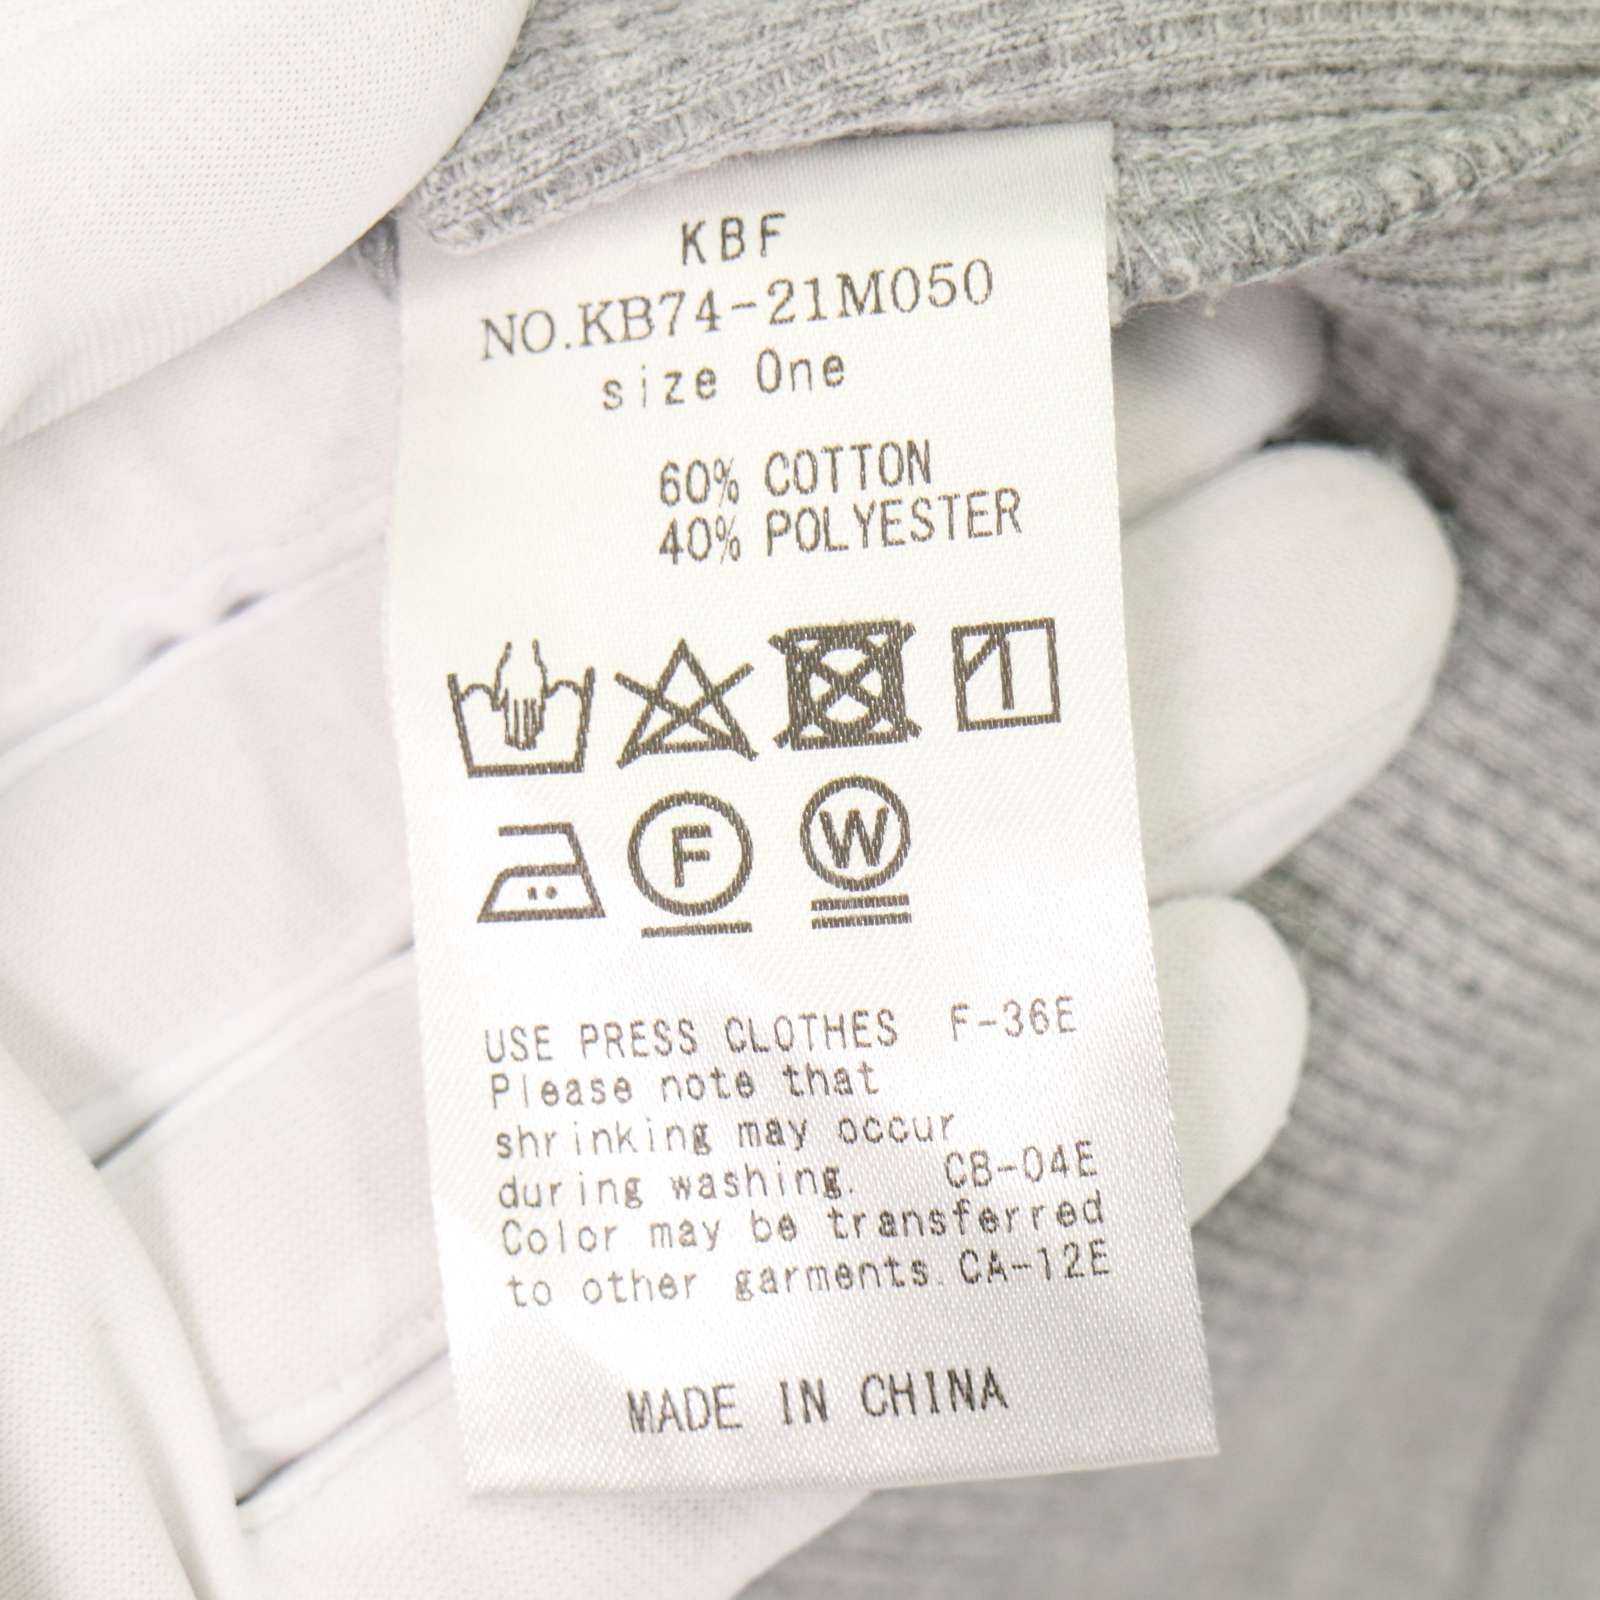 KBF
NO.KB74-21M050
size One
60% COTTON
40% POLYESTER
F W
USE PRESS CLOTHES F-36E
Please note that
shrinking may occur
during washing. CB-04E
Color may be transferred
to other garments. CA-12E
MADE IN CHINA